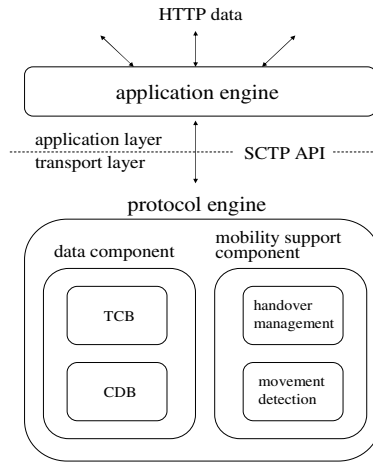 HTTP data
application engine
application layer
transport layer
SCTP API
protocol engine
data component
mobility support
component
TCB
handover
management
CDB
movement
detection